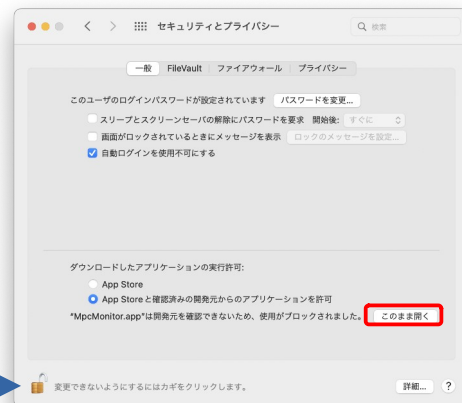 セキュリティとプライバシー
検索
一般 FileVault ファイアウォール プライバシー
このユーザのログインパスワードが設定されています パスワードを変更...
スリープとスクリーンセーバの解除にパスワードを要求 開始後: すぐに
画面がロックされているときにメッセージを表示 ロックのメッセージを設定...
自動ログインを使用不可にする
ダウンロードしたアプリケーションの実行許可:
App Store
App Store と確認済みの開発元からのアプリケーションを許可
"MpcMonitor.app"は開発元を確認できないため、使用がブロックされました。 このまま開く
変更できないようにするにはカギをクリックします。 詳細... ?